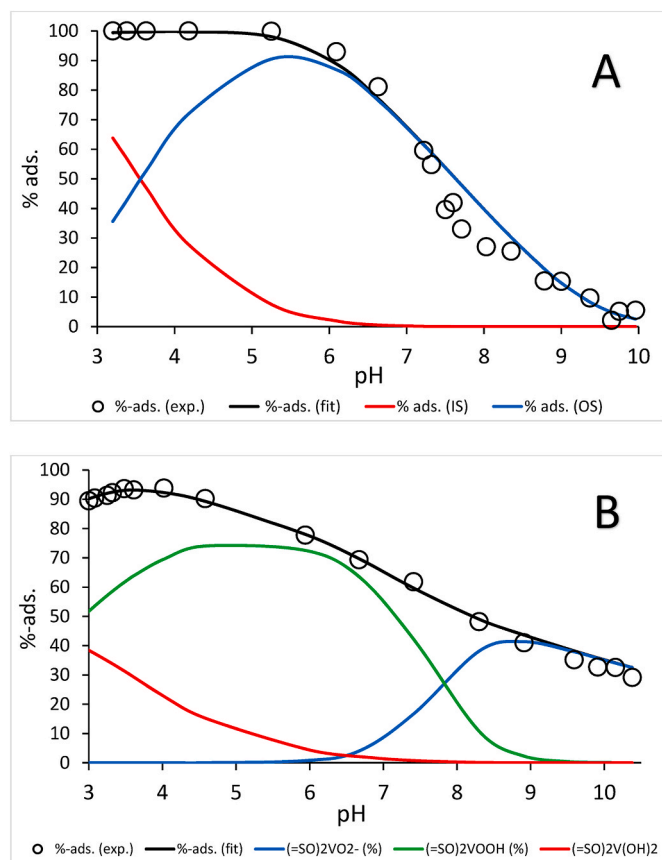 A
100
90
80
70
60
50
40
30
20
10
0
% ads.
3 4 5 6 7 8 9 10
pH
%-ads. (exp.) %-ads. (fit) % ads. (IS) % ads. (OS)
B
100
90
80
70
60
50
40
30
20
10
0
%-ads.
3 4 5 6 7 8 9 10
pH
%-ads. (exp.) %-ads. (fit) (=SO)2VO2- (%) (=SO)2VOOH (%) (=SO)2V(OH)2